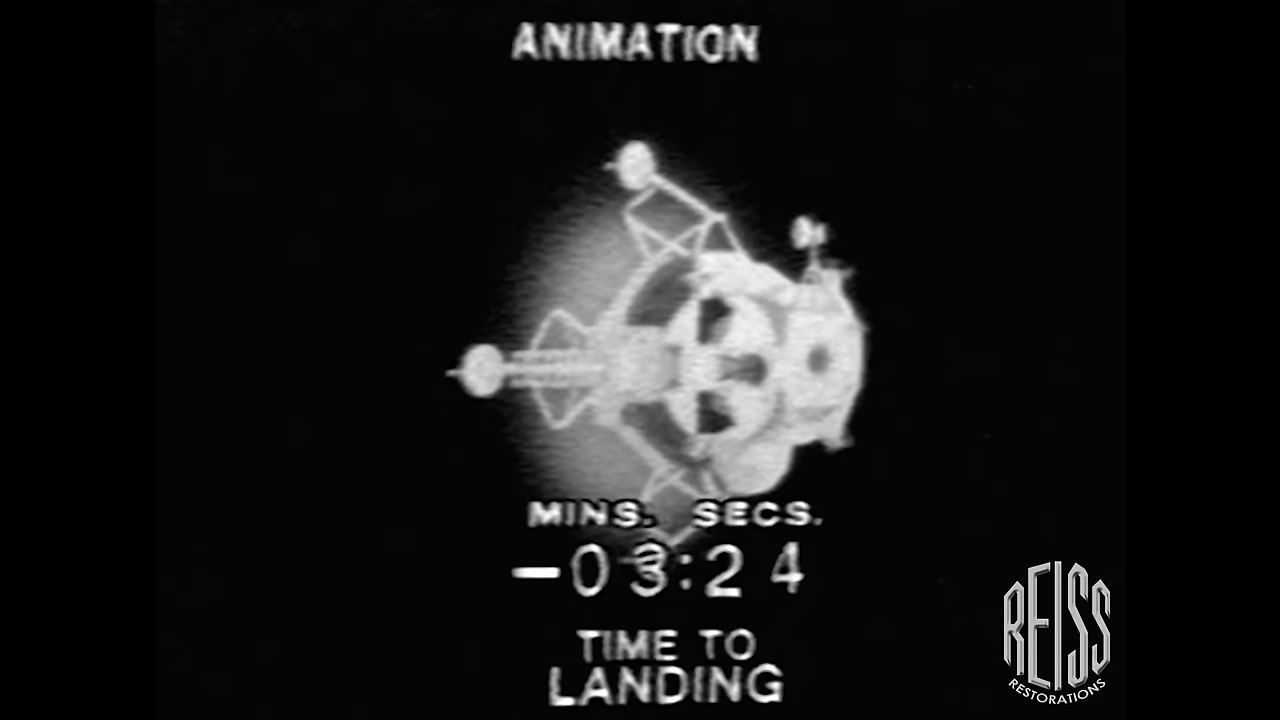 ANIMATION
MINS. SECS.
-03:24
TIME TO
LANDING
REISS
RESTORATIONS